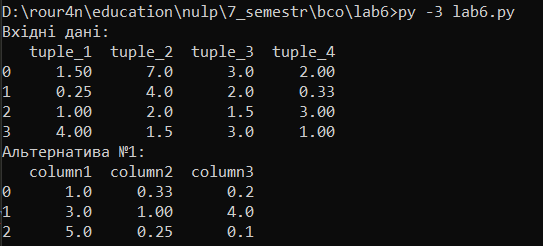 D:\rour4n\education\nulp\7_semestr\bco\lab6>py -3 lab6.py
Вхідні дані:
tuple_1 tuple_2 tuple_3 tuple_4
0 1.50 7.0 3.0 2.00
1 0.25 4.0 2.0 0.33
2 1.00 2.0 1.5 3.00
3 4.00 1.5 3.0 1.00
Альтернатива №1:
column1 column2 column3
0 1.0 0.33 0.2
1 3.0 1.00 4.0
2 5.0 0.25 0.1